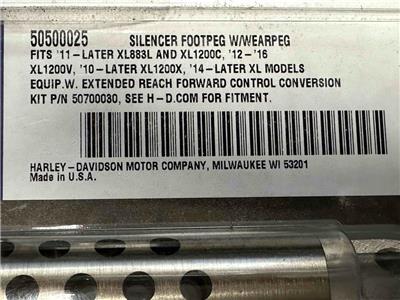 50500025 SILENCER FOOTPEG W/WEARPEG
FITS '11-LATER XL883L AND XL1200C, '12-'16
XL1200V, '10-LATER XL1200X, '14-LATER XL MODELS
EQUIP.W. EXTENDED REACH FORWARD CONTROL CONVERSION
KIT P/N 50700030, SEE H-D.COM FOR FITMENT.
HARLEY-DAVIDSON MOTOR COMPANY, MILWAUKEE WI 53201
Made in U.S.A.